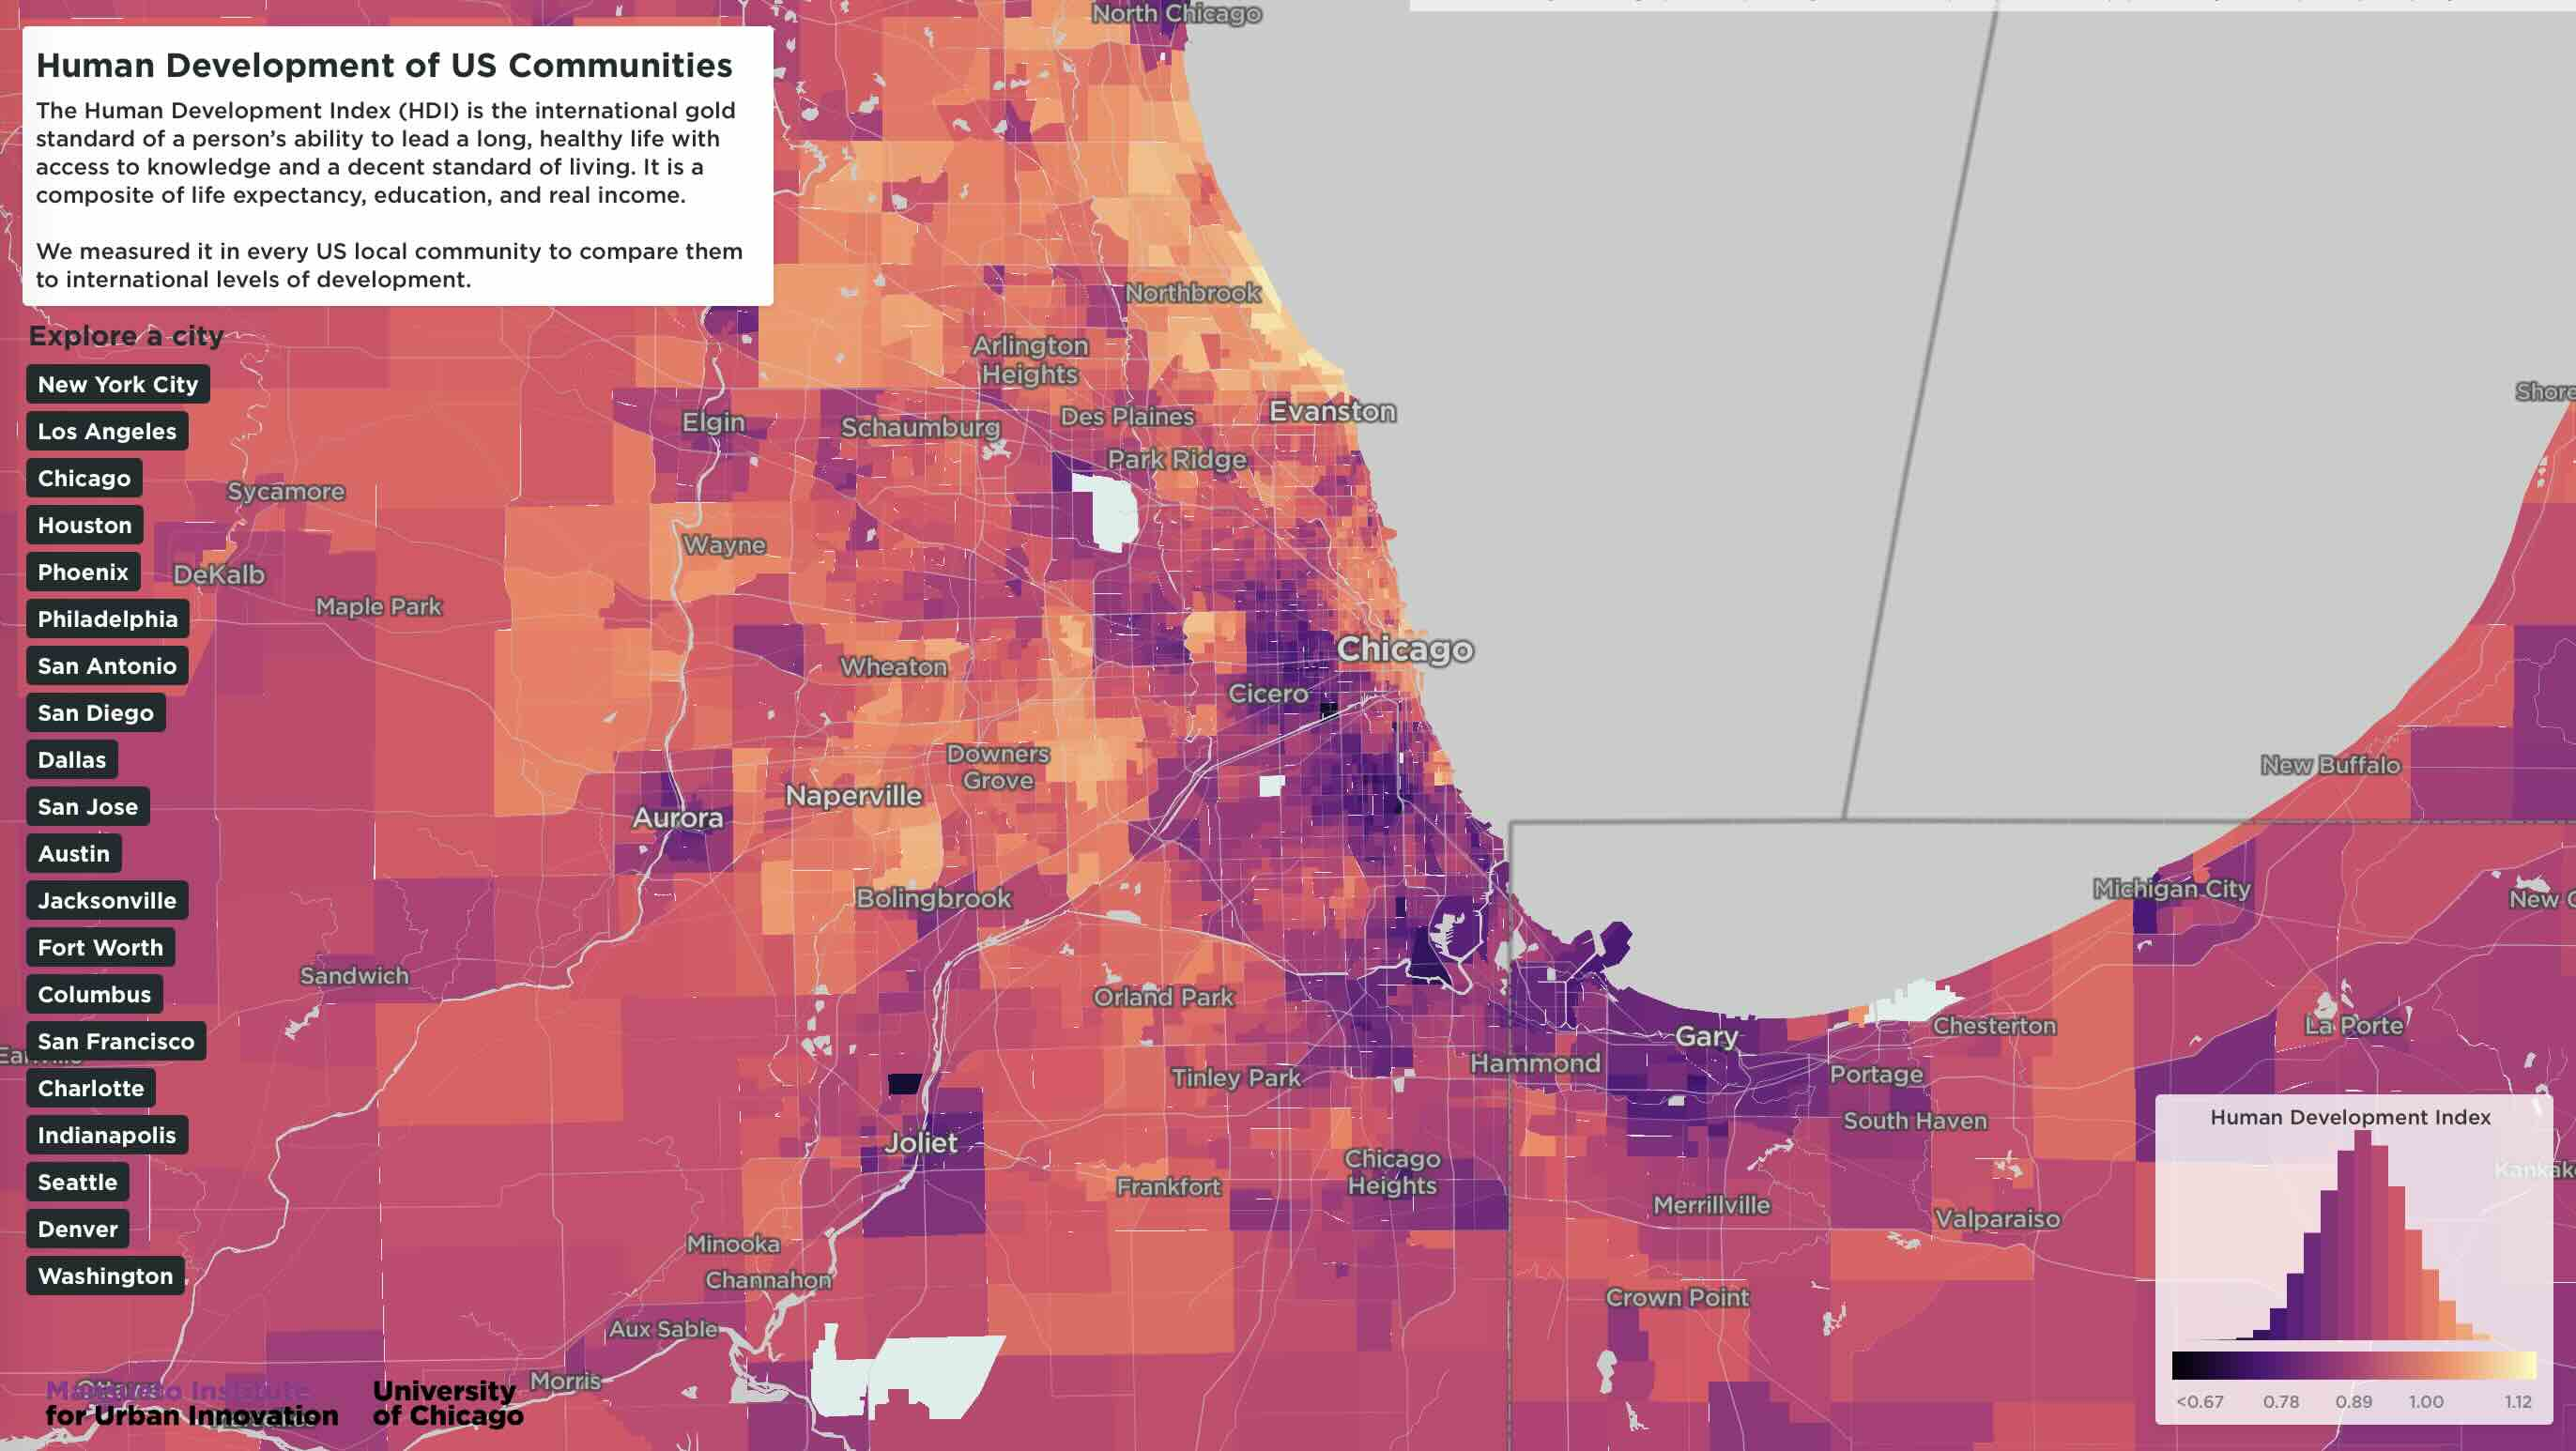 Human Development of US Communities
The Human Development Index (HDI) is the international gold
standard of a person's ability to lead a long, healthy life with
access to knowledge and a decent standard of living. It is a
composite of life expectancy, education, and real income.
We measured it in every US local community to compare them
to international levels of development.
Explore a city
New York City
Los Angeles
Chicago
Houston
Phoenix
Philadelphia
San Antonio
San Diego
Dallas
San Jose
Austin
Jacksonville
Fort Worth
Columbus
San Francisco
Charlotte
Indianapolis
Seattle
Denver
Washington
North Chicago
Northbrook
Arlington
Heights
Elgin
Schaumburg
Des Plaines
Evanston
Park Ridge
Sycamore
Wayne
DeKalb
Maple Park
Wheaton
Chicago
Cicero
Downers
Grove
Naperville
Aurora
Bolingbrook
Sandwich
Orland Park
Tinley Park
Hammond
Gary
Portage
Chesterton
South Haven
Michigan City
New Buffalo
Shore
New
La Porte
Joliet
Frankfort
Chicago
Heights
Merrillville
Valparaiso
Minooka
Channahon
Crown Point
Aux Sable
Morris
Mansueto Institute
for Urban Innovation
University
of Chicago
Human Development Index
<0.67 0.78 0.89 1.00 1.12